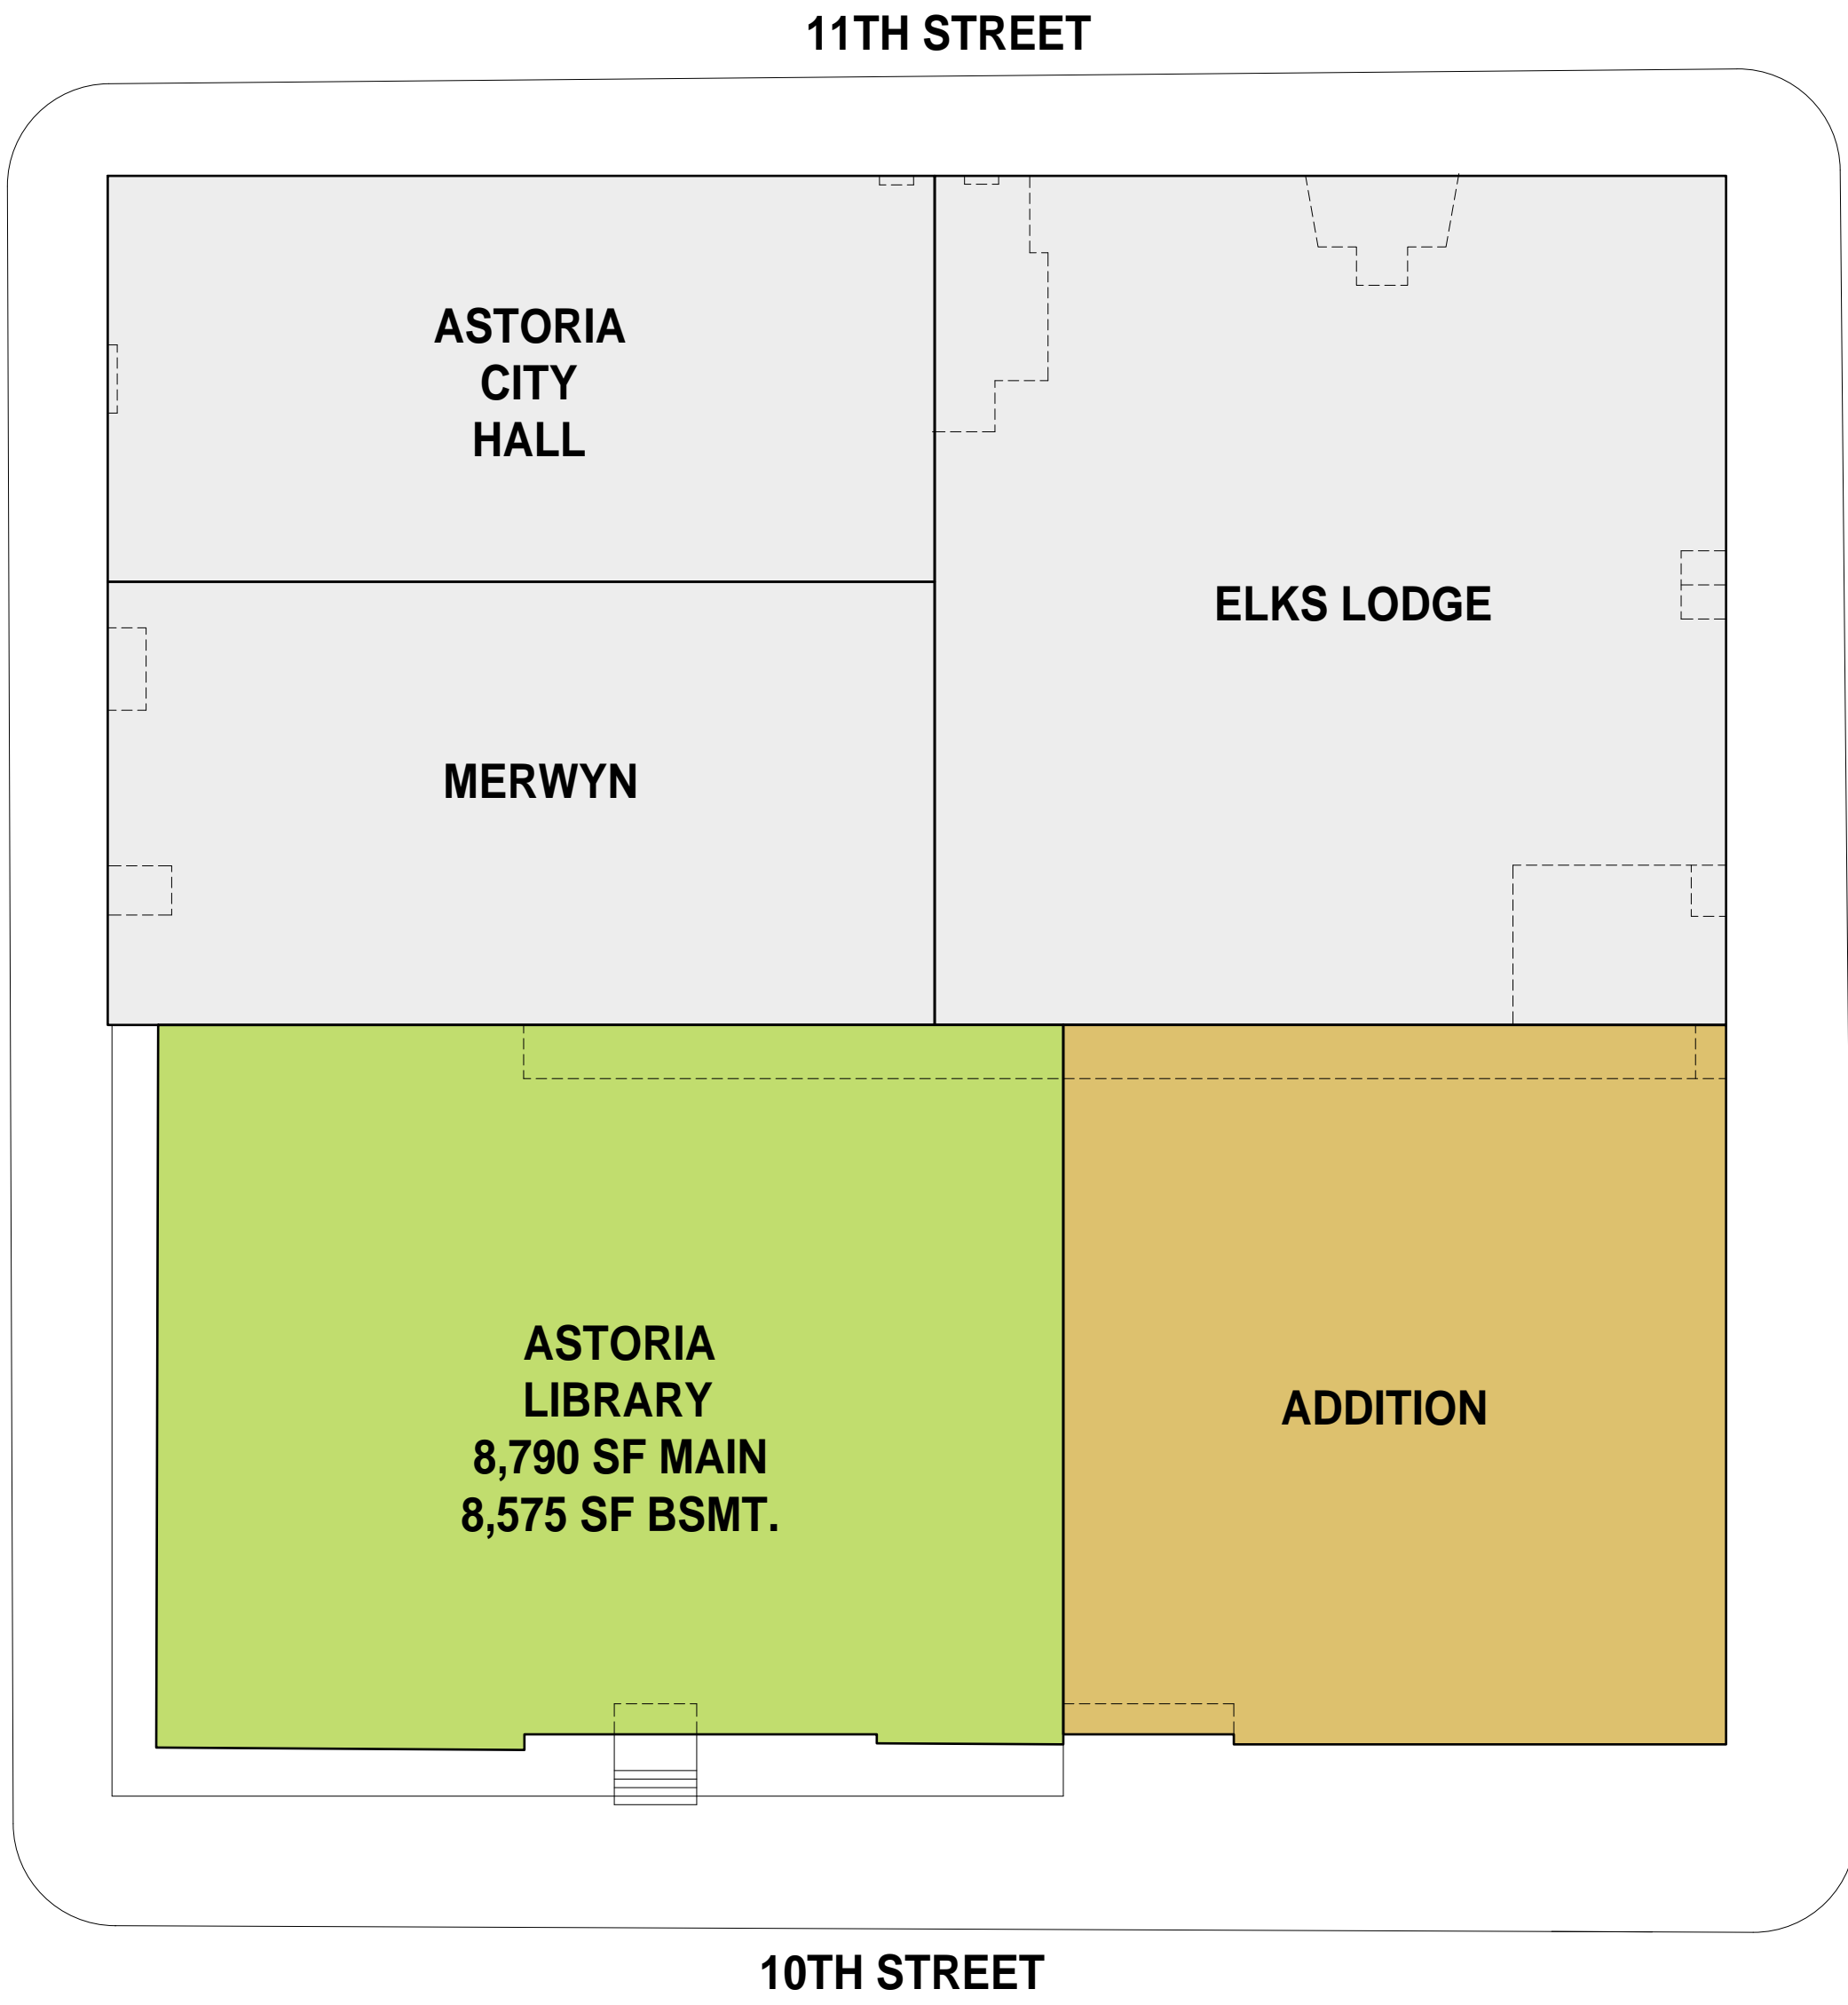 11TH STREET
ASTORIA
CITY
HALL
ELKS LODGE
MERWYN
ASTORIA
LIBRARY
8,790 SF MAIN
8,575 SF BSMT.
ADDITION
10TH STREET